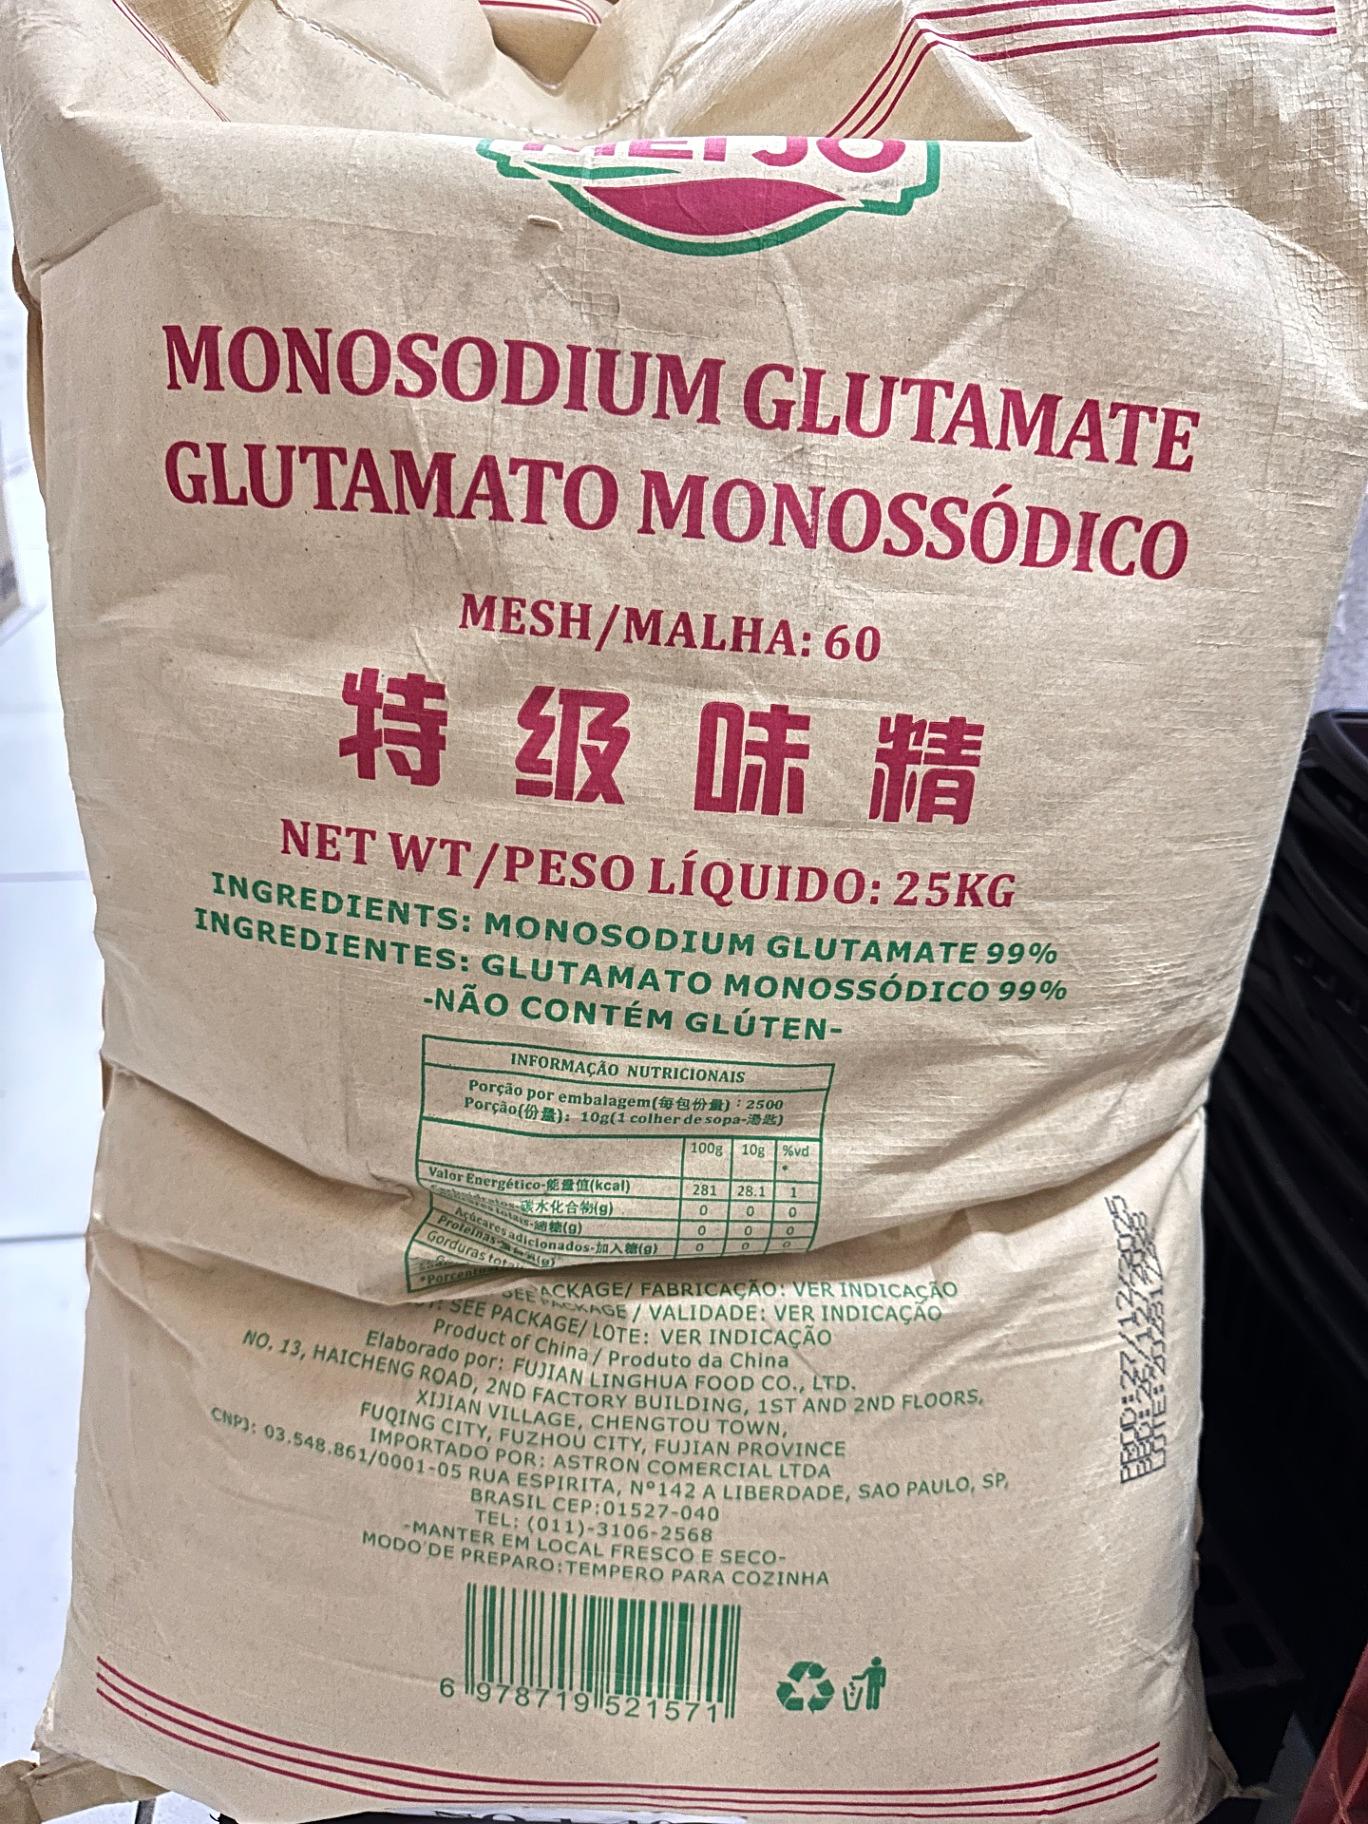 MONOSODIUM GLUTAMATE
GLUTAMATO MONOSSÓDICO
MESH/MALHA: 60
特级味精
NET WT/PESO LÍQUIDO: 25KG
INGREDIENTS: MONOSODIUM GLUTAMATE 99%
INGREDIENTES: GLUTAMATO MONOSSÓDICO 99%
-NÃO CONTÉM GLÚTEN-
INFORMAÇÃO NUTRICIONAIS
Porção por embalagem(每包份量): 2500
Porção(份量): 10g(1 colher de sopa-湯匙)
100g 10g %vd
*
Valor Energético-能量值(kcal) 281 28.1 1
碳水化合物(g) 0 0 0
totais-總糖(g) 0 0 0
Açúcares adicionados-加入糖(g) 0 0 0
Proteínas (g)
Gorduras
SEE PACKAGE/ FABRICAÇÃO: VER INDICAÇÃO
PACKAGE / VALIDADE: VER INDICAÇÃO
SEE PACKAGE/ LOTE: VER INDICAÇÃO
Product of China / Produto da China
Elaborado por: FUJIAN LINGHUA FOOD CO., LTD.
NO. 13, HAICHENG ROAD, 2ND FACTORY BUILDING, 1ST AND 2ND FLOORS,
XIJIAN VILLAGE, CHENGTOU TOWN,
FUQING CITY, FUZHOU CITY, FUJIAN PROVINCE
IMPORTADO POR: ASTRON COMERCIAL LTDA
CNPJ: 03.548.861/0001-05 RUA ESPIRITA, Nº142 A LIBERDADE, SAO PAULO, SP,
BRASIL CEP:01527-040
TEL: (011)-3106-2568
-MANTER EM LOCAL FRESCO E SECO-
MODO DE PREPARO: TEMPERO PARA COZINHA
6 978719 521571